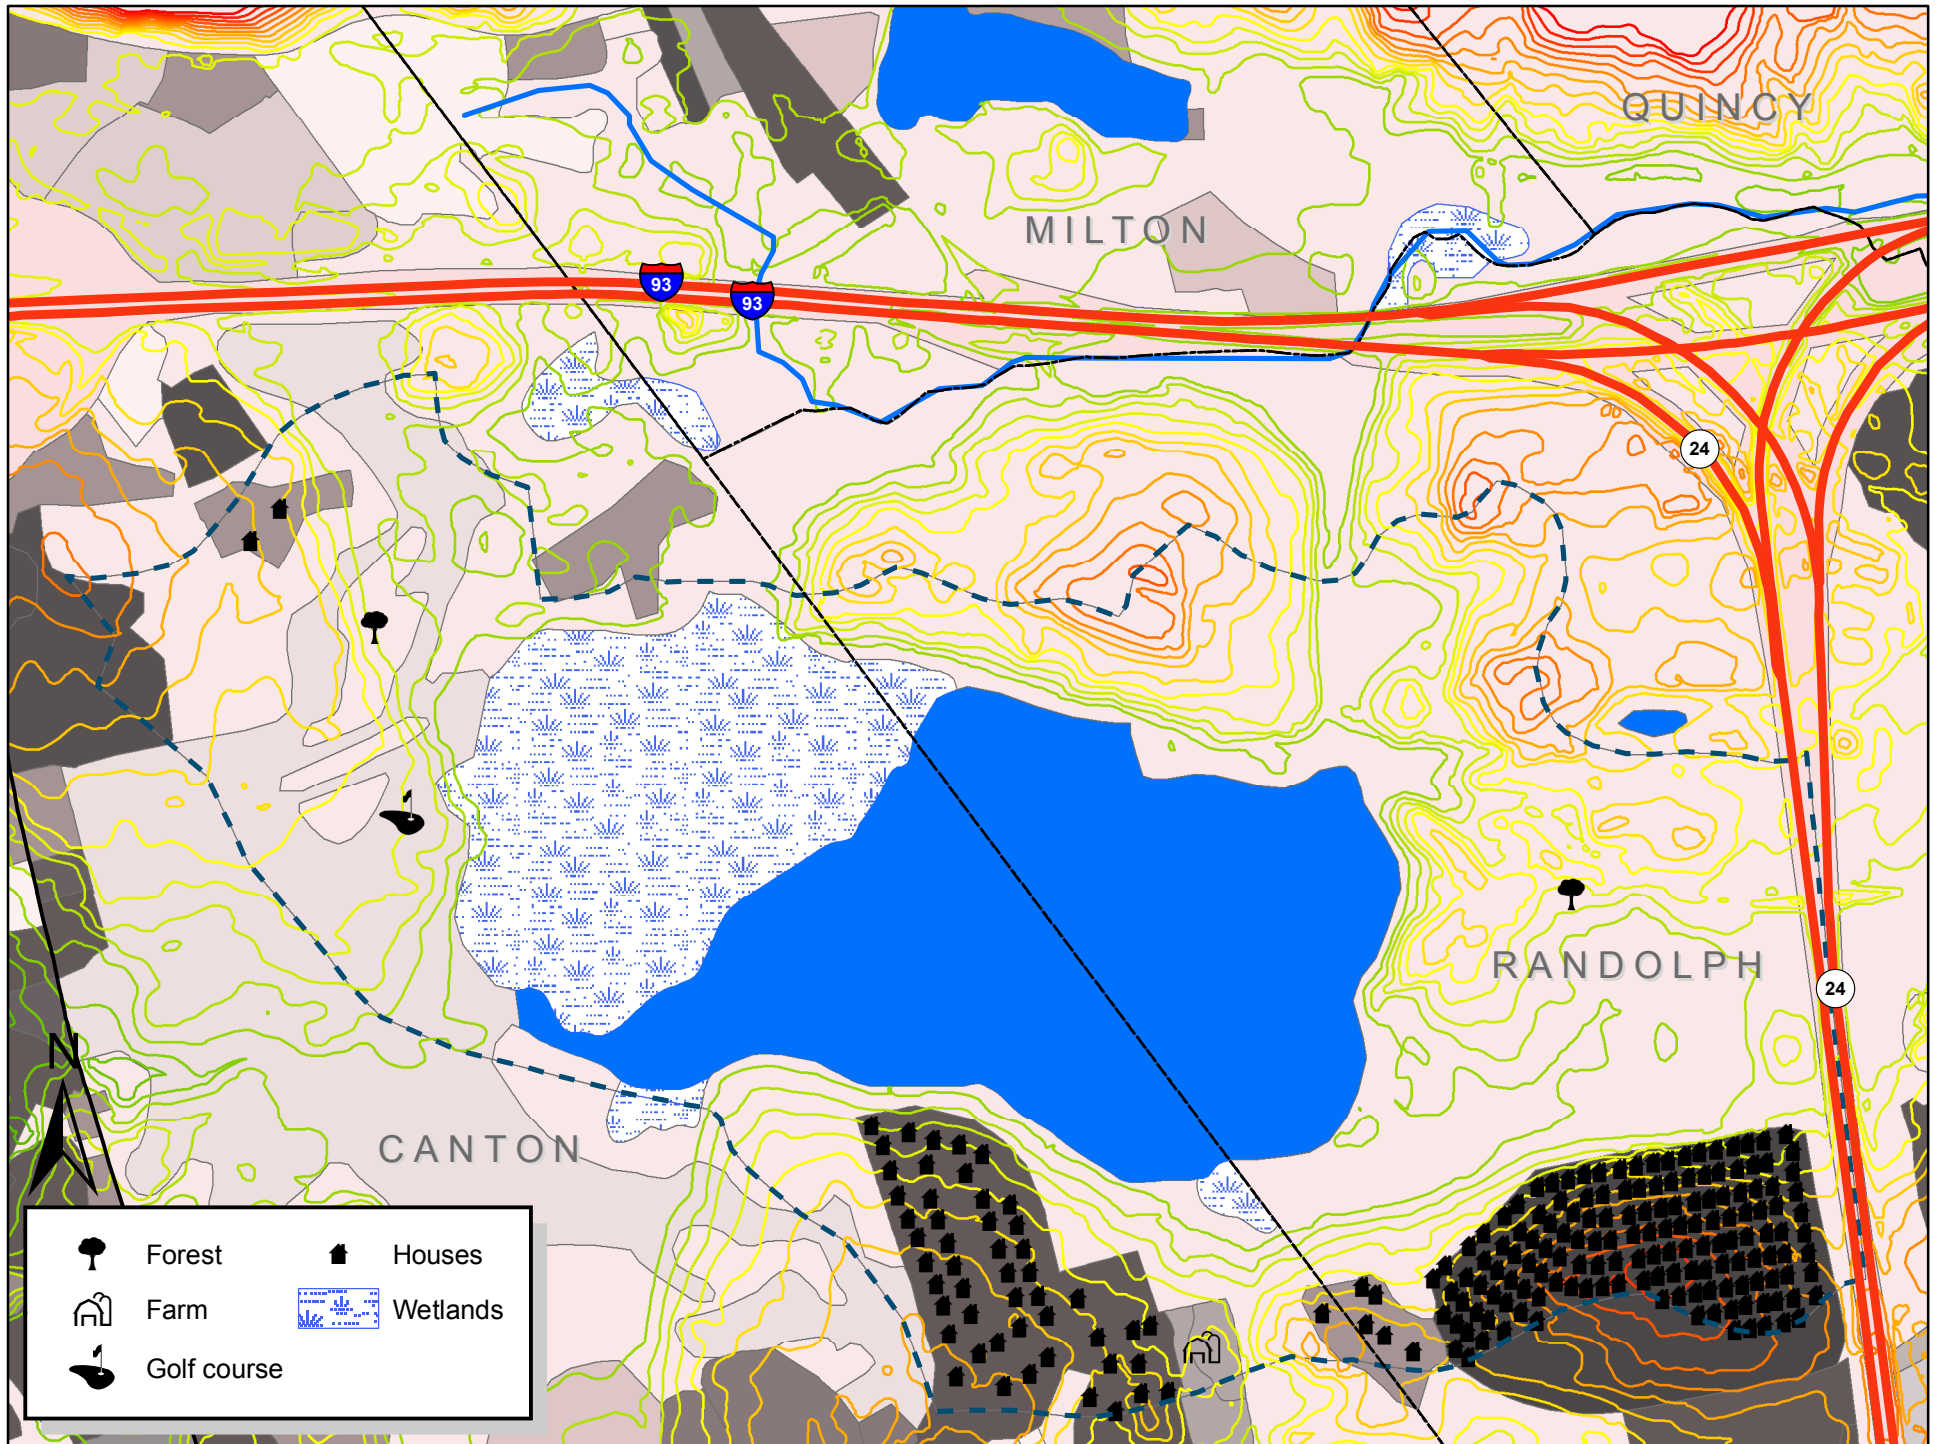 QUINCY
MILTON
93
93
24
RANDOLPH
24
N
CANTON
Forest
Houses
Farm
Wetlands
Golf course